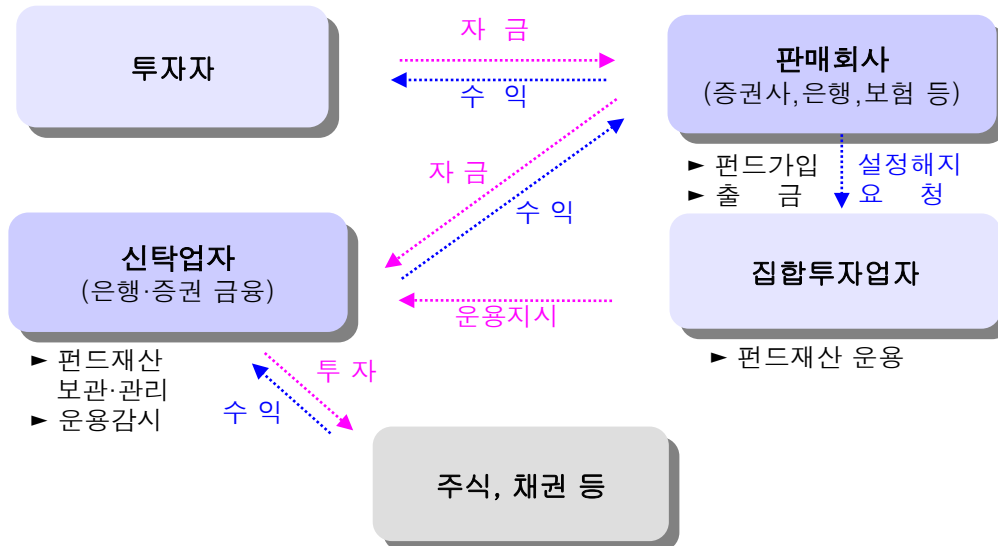 투자자
자 금
수 익
판매회사
(증권사,은행,보험 등)
► 펀드가입
► 출 금
설정해지
요 청
자 금
수 익
신탁업자
(은행·증권 금융)
집합투자업자
운용지시
► 펀드재산
보관·관리
► 운용감시
► 펀드재산 운용
투 자
수 익
주식, 채권 등